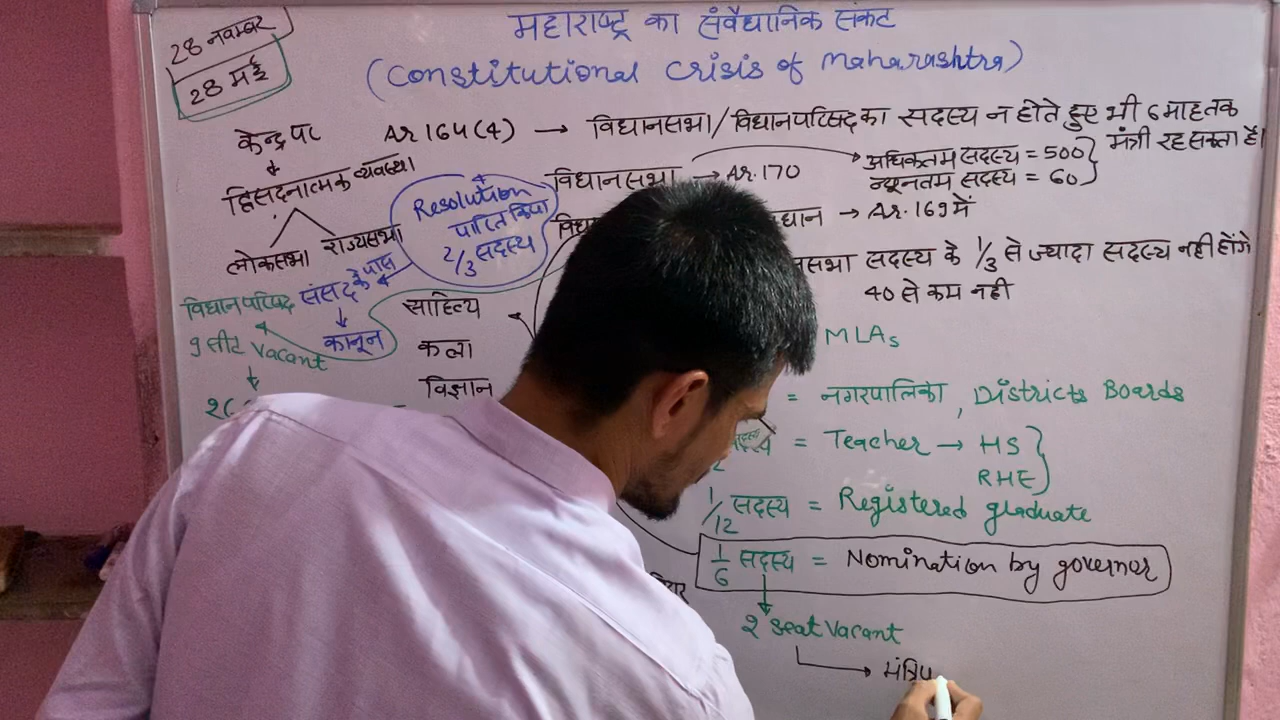 28 नवम्बर
28 मई
महाराष्ट्र का संवैधानिक संकट
(Constitutional Crisis of Maharashtra)
केन्द्र पर
द्विसदनात्मक व्यवस्था
लोकसभा राज्यसभा
Ar 164(4) → विधानसभा/विधानपरिषद का सदस्य न होते हुए भी 6 माह तक
मंत्री रह सकता है।
विधानसभा → Ar. 170
अधिकतम सदस्य = 500
न्यूनतम सदस्य = 60
→ Ar. 169 में
सदस्य के 1/3 से ज्यादा सदस्य नहीं होंगे
40 से कम नहीं
Resolution
पारित किया
2/3 सदस्य
संसद के पास
कानून
विधानपरिषद
9 सीट Vacant
साहित्य
कला
विज्ञान
MLAs
= नगरपालिका, Districts Boards
= Teacher → HS
RHE
1/12 सदस्य = Registered graduate
1/6 सदस्य = Nomination by governer
2 Seat Vacant
→ मंत्रिप